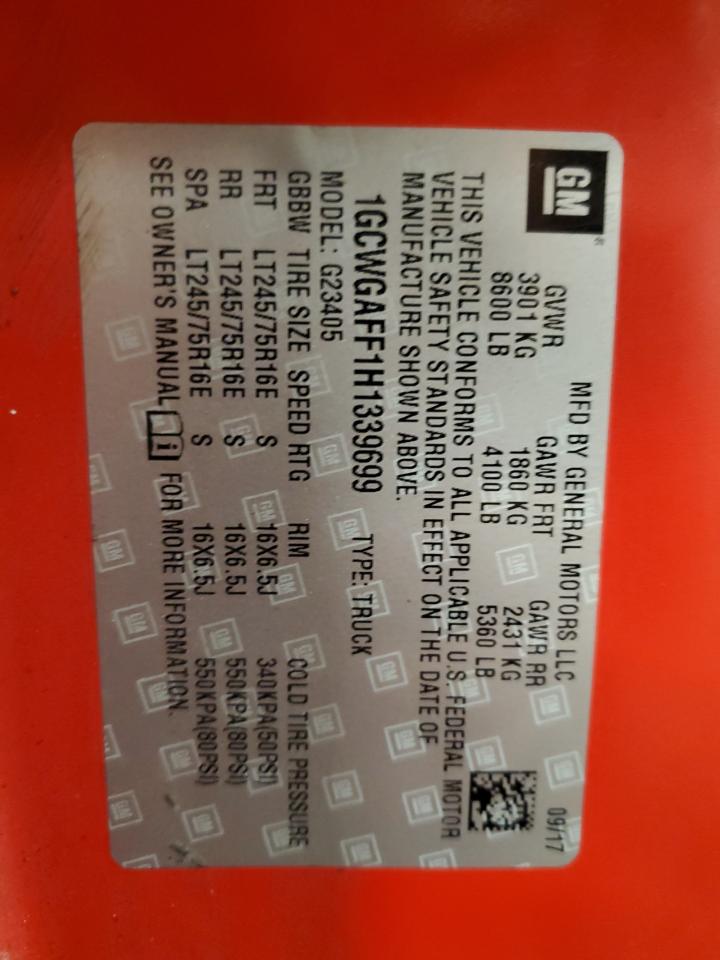 GM
MFD BY GENERAL MOTORS LLC 09/17
GVWR GAWR FRT GAWR RR
3901 KG 1860 KG 2431 KG
8600 LB 4100 LB 5360 LB
THIS VEHICLE CONFORMS TO ALL APPLICABLE U.S. FEDERAL MOTOR
VEHICLE SAFETY STANDARDS IN EFFECT ON THE DATE OF
MANUFACTURE SHOWN ABOVE.
1GCWGAFF1H1339699 TYPE: TRUCK
MODEL: G23405
GBBW TIRE SIZE SPEED RTG RIM COLD TIRE PRESSURE
FRT LT245/75R16E S 16X6.5J 340KPA(50PSI)
RR LT245/75R16E S 16X6.5J 550KPA(80PSI)
SPA LT245/75R16E S 16X6.5J 550KPA(80PSI)
SEE OWNER'S MANUAL i FOR MORE INFORMATION.